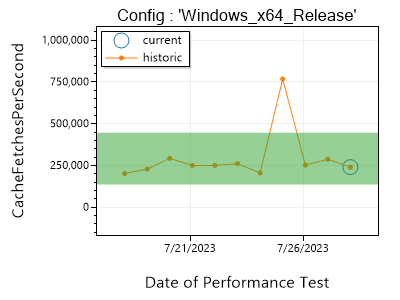 Config : 'Windows_x64_Release'
current
historic
CacheFetchesPerSecond
1,000,000
750,000
500,000
250,000
0
7/21/2023
7/26/2023
Date of Performance Test